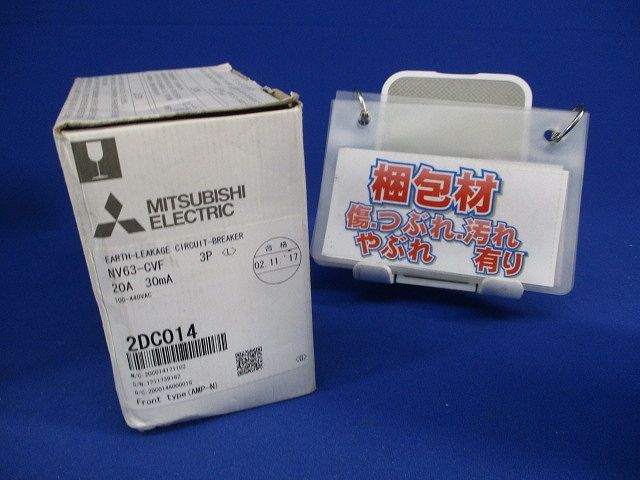 MITSUBISHI
ELECTRIC
EARTH-LEAKAGE CIRCUIT-BREAKER
NV63-CVF 3P <L>
20A 30mA
100-440VAC
合格
02.11.'17
2DC014
S/N:1711739162
Front type(AMP-N)
<G>
梱包材
傷.つぶれ.汚れ
やぶれ 有り